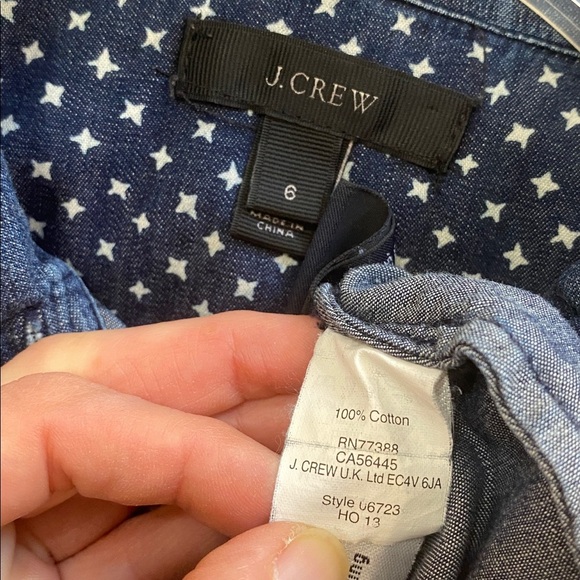 J.CREW
6
MADE IN
CHINA
100% Cotton
RN77388
CA56445
J. CREW U.K. Ltd EC4V 6JA
Style 06723
HO 13